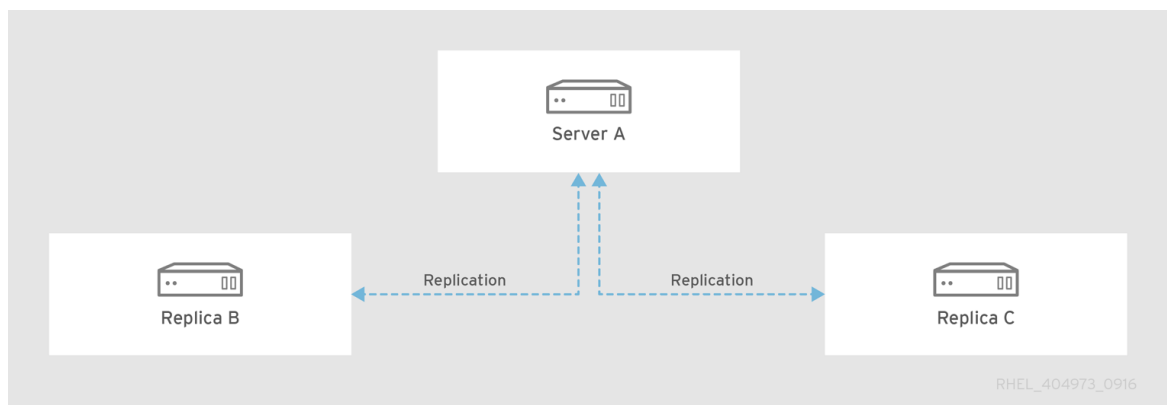 Server A
Replication
Replication
Replica B
Replica C
RHEL_404973_0916